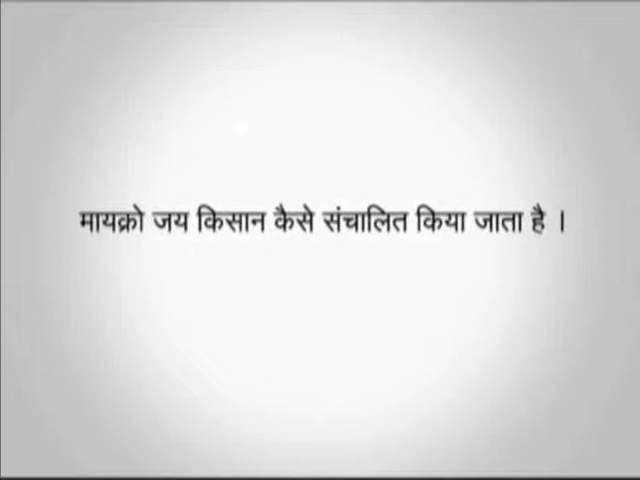 मायक्रो जय किसान कैसे संचालित किया जाता है ।